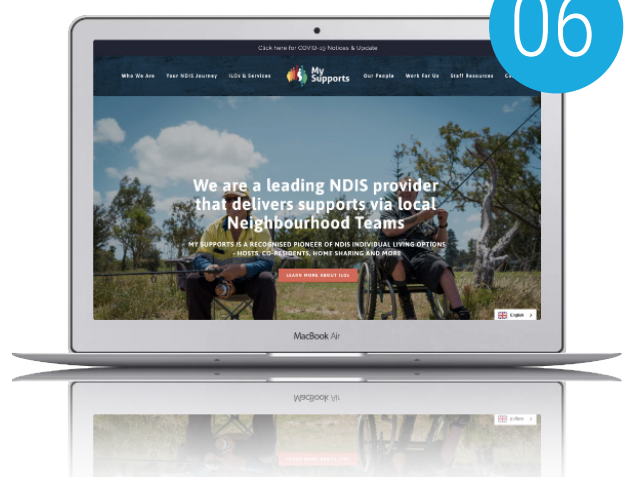 06
Click here for COVID-19 Notices & Update
Who We Are Your NDIS Journey ILOs & Services My Supports Our People Work For Us Staff Resources
We are a leading NDIS provider
that delivers supports via local
Neighbourhood Teams
MY SUPPORTS IS A RECOGNISED PIONEER OF NDIS INDIVIDUAL LIVING OPTIONS
- HOSTS, CO-RESIDENTS, HOME SHARING AND MORE
LEARN MORE ABOUT ILOs
English
MacBook Air